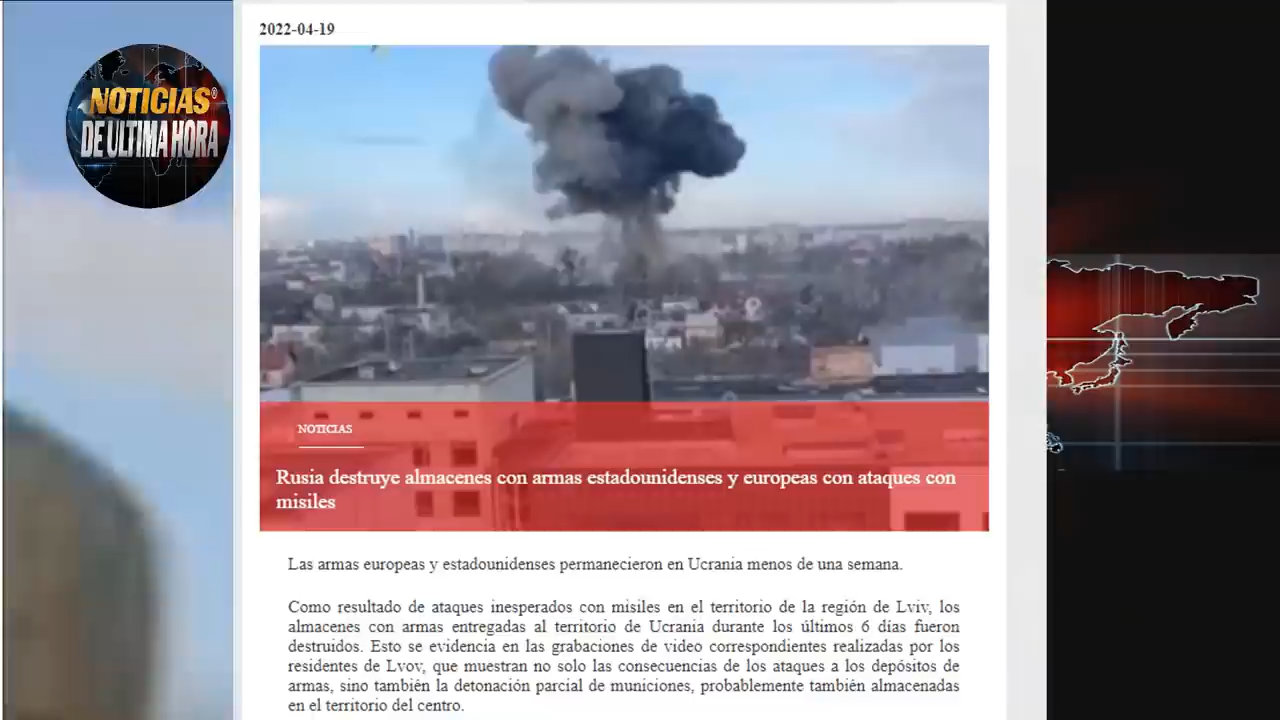 2022-04-19
NOTICIAS®
DE ULTIMA HORA
NOTICIAS
Rusia destruye almacenes con armas estadounidenses y europeas con ataques con
misiles
Las armas europeas y estadounidenses permanecieron en Ucrania menos de una semana.
Como resultado de ataques inesperados con misiles en el territorio de la región de Lviv, los
almacenes con armas entregadas al territorio de Ucrania durante los últimos 6 días fueron
destruidos. Esto se evidencia en las grabaciones de video correspondientes realizadas por los
residentes de Lvov, que muestran no solo las consecuencias de los ataques a los depósitos de
armas, sino también la detonación parcial de municiones, probablemente también almacenadas
en el territorio del centro.